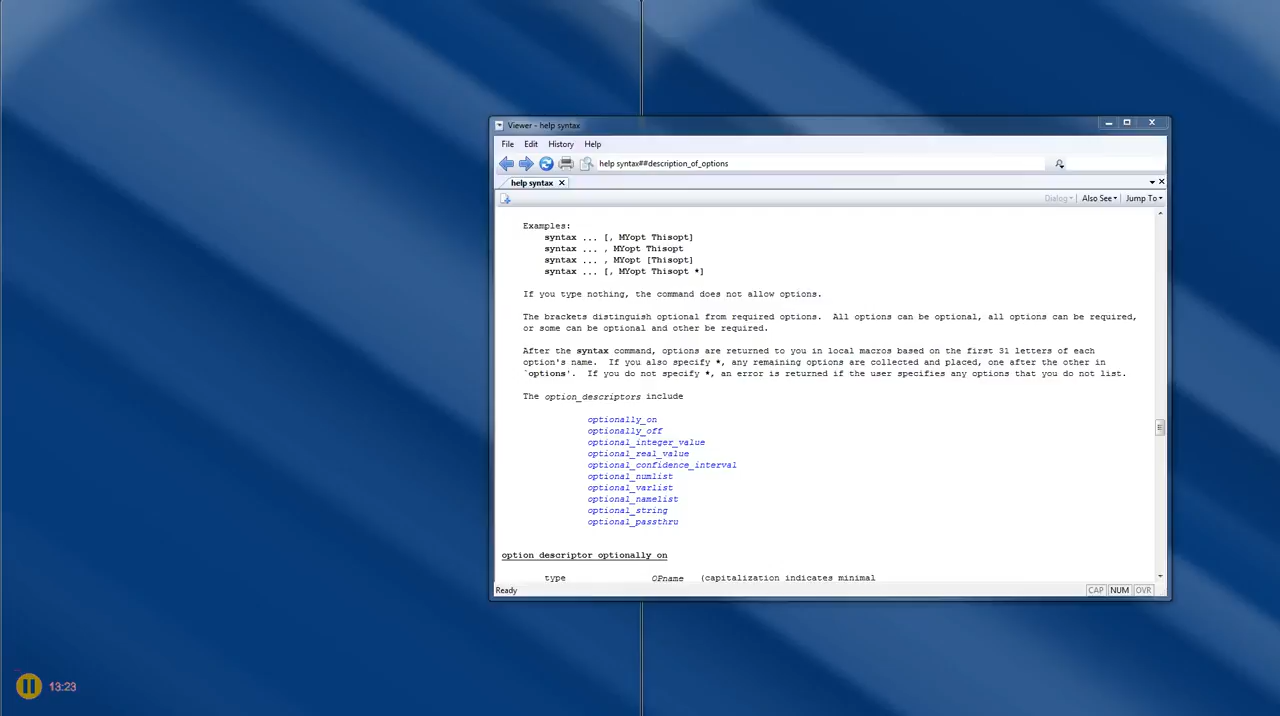 Viewer - help syntax
File Edit History Help
help syntax##description_of_options
help syntax
Dialog Also See Jump To
Examples:
syntax ... [, MYopt Thisopt]
syntax ... , MYopt Thisopt
syntax ... , MYopt [Thisopt]
syntax ... [, MYopt Thisopt *]
If you type nothing, the command does not allow options.
The brackets distinguish optional from required options.  All options can be optional, all options can be required,
or some can be optional and other be required.
After the syntax command, options are returned to you in local macros based on the first 31 letters of each
option's name.  If you also specify *, any remaining options are collected and placed, one after the other in
`options'.  If you do not specify *, an error is returned if the user specifies any options that you do not list.
The option_descriptors include
optionally_on
optionally_off
optional_integer_value
optional_real_value
optional_confidence_interval
optional_numlist
optional_varlist
optional_namelist
optional_string
optional_passthru
option descriptor optionally on
type OPname (capitalization indicates minimal
Ready CAP NUM OVR
13:23